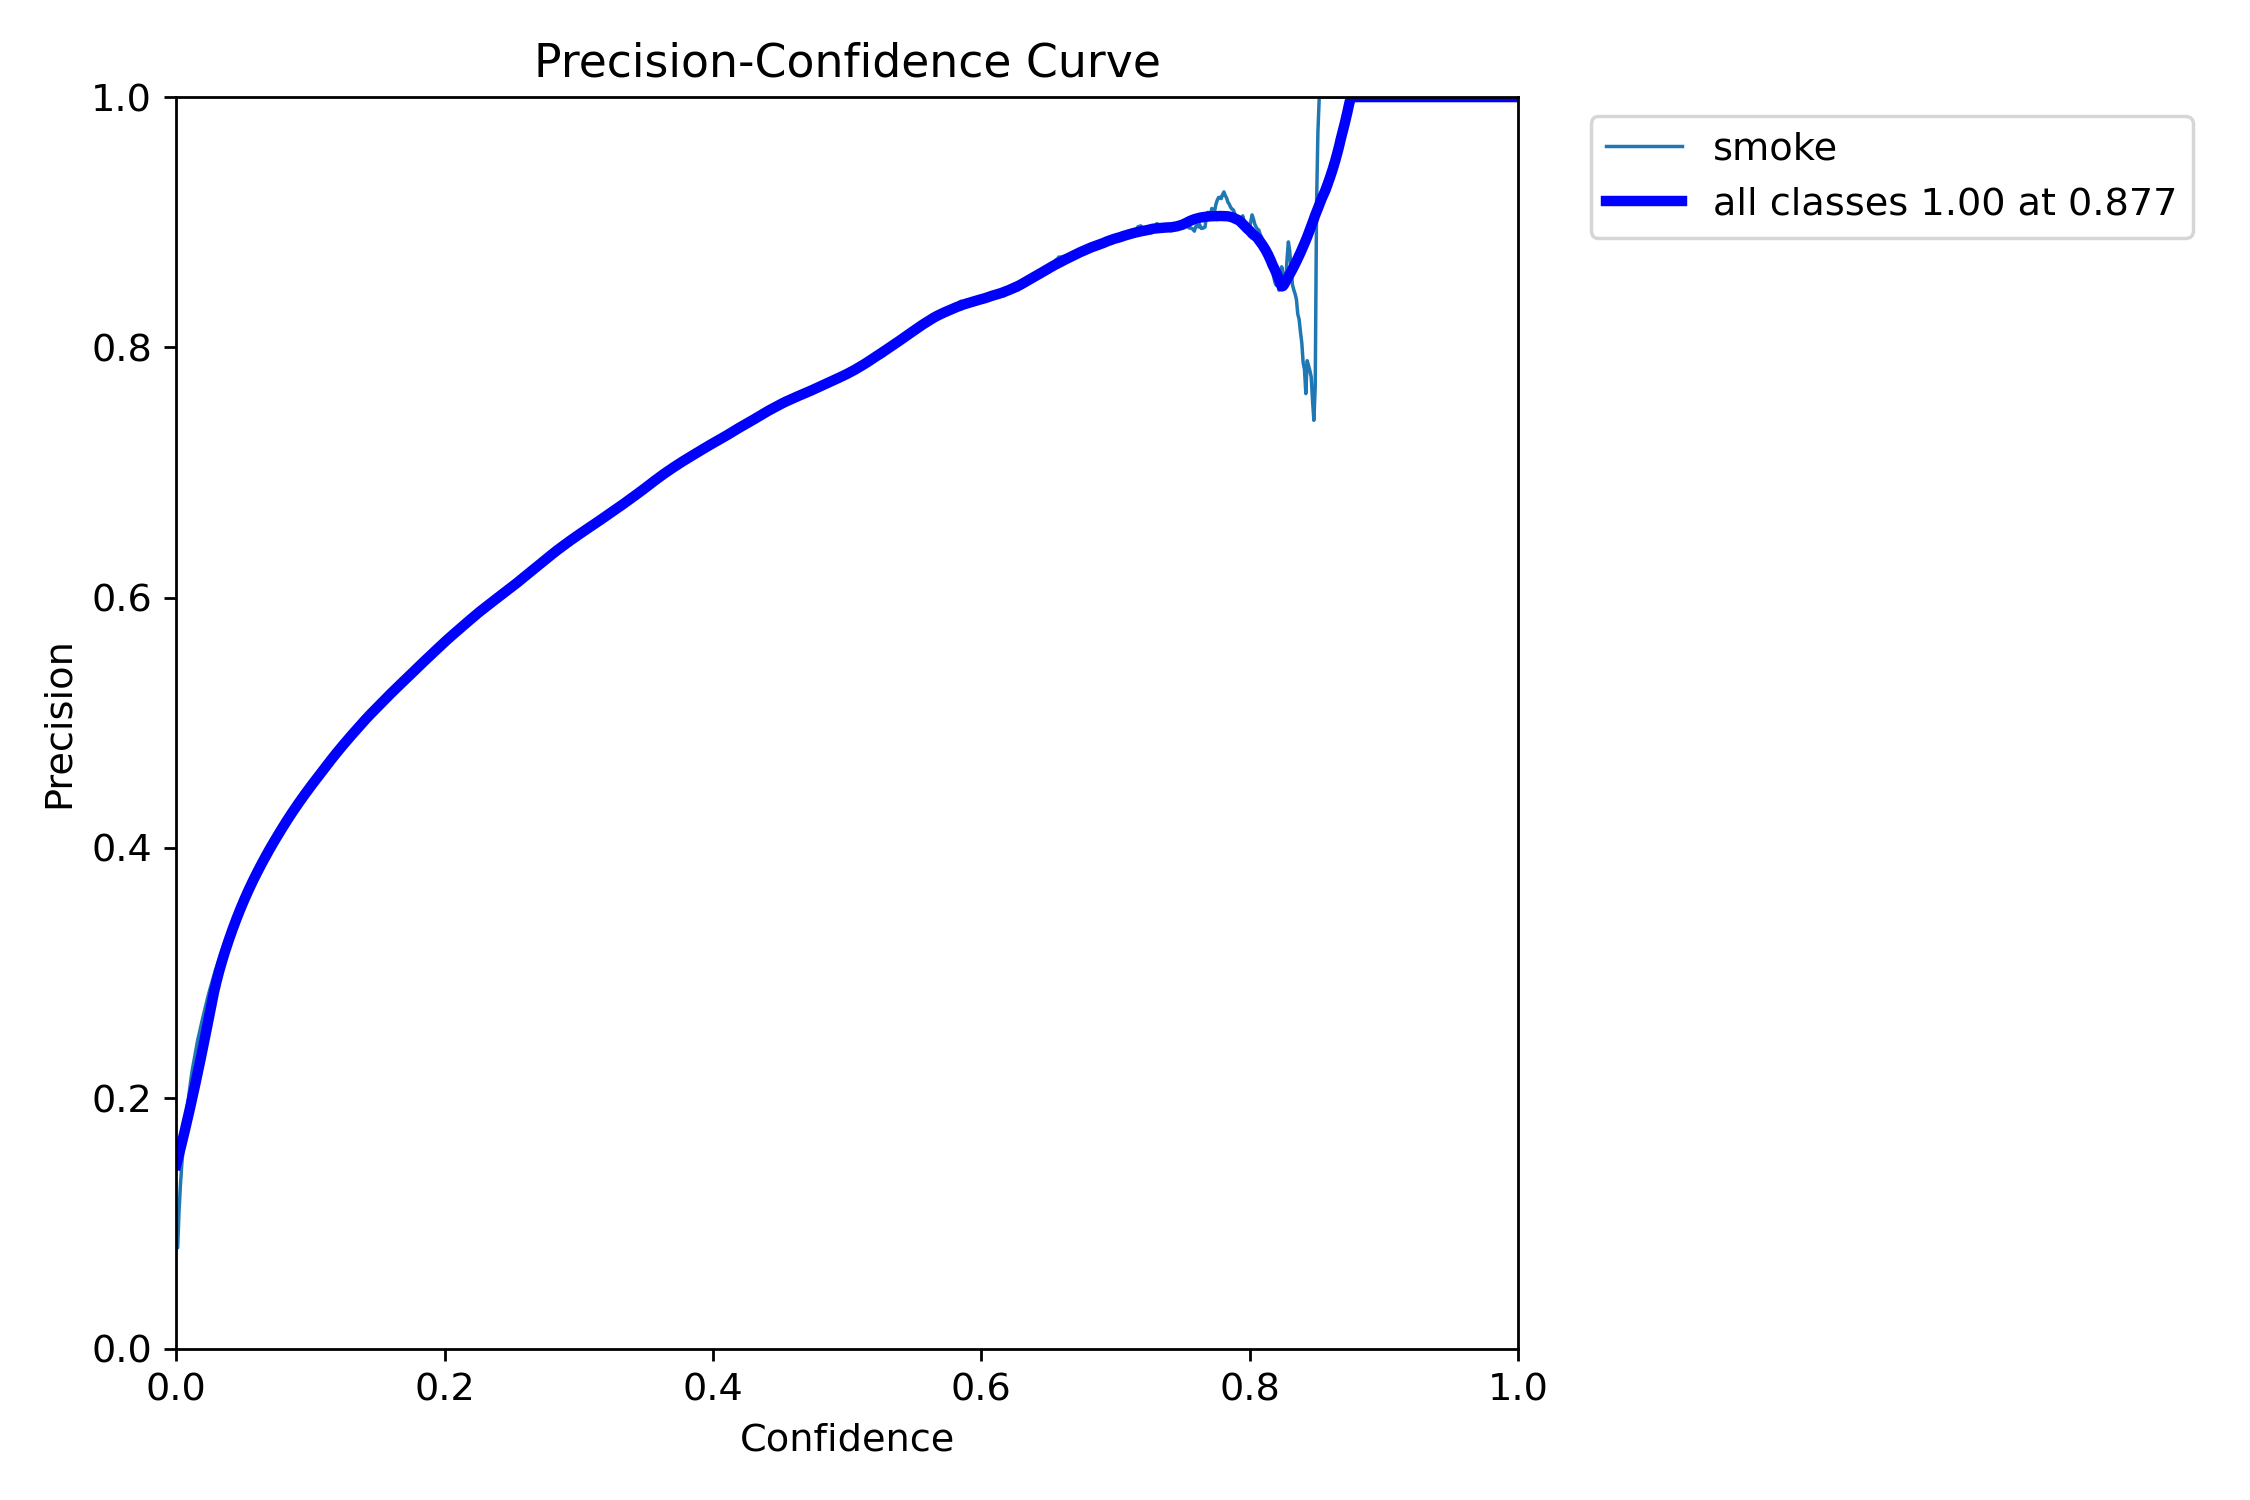 Precision-Confidence Curve
1.0
0.8
0.6
0.4
0.2
0.0
Precision
0.0 0.2 0.4 0.6 0.8 1.0
Confidence
smoke
all classes 1.00 at 0.877